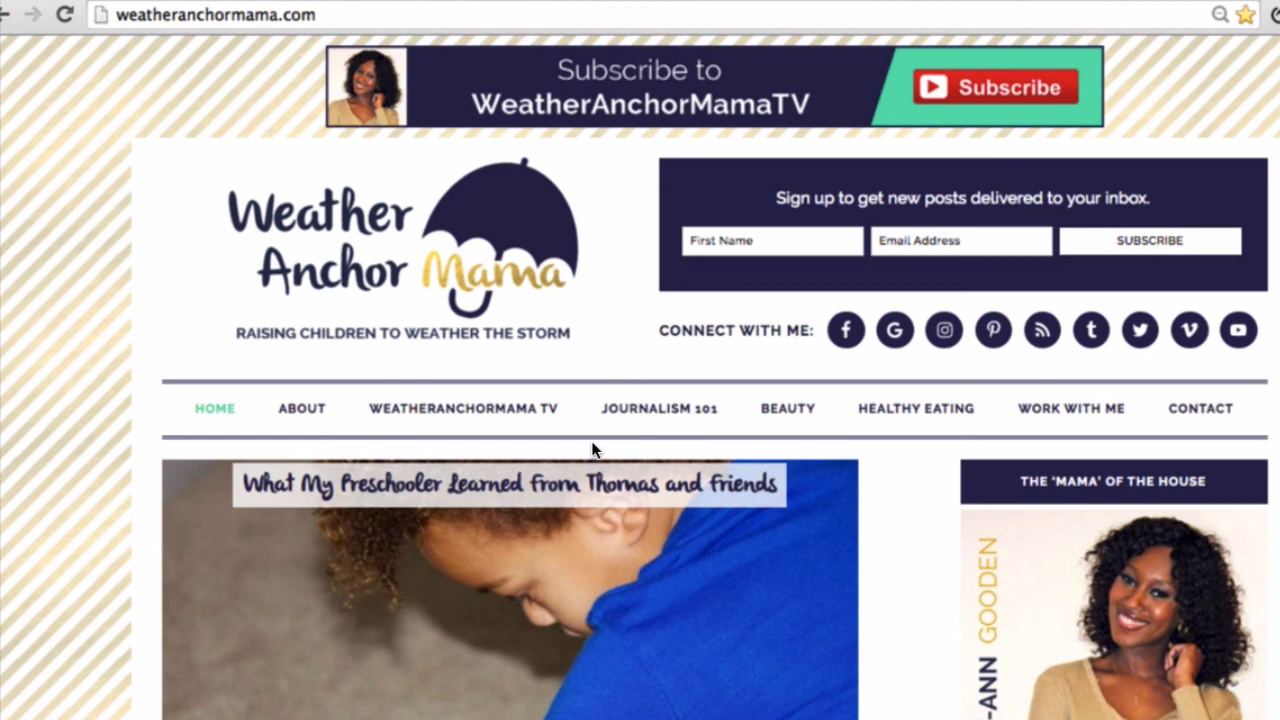 weatheranchormama.com
Subscribe to
WeatherAnchorMamaTV
Subscribe
Weather
Anchor Mama
RAISING CHILDREN TO WEATHER THE STORM
Sign up to get new posts delivered to your inbox.
First Name
Email Address
SUBSCRIBE
CONNECT WITH ME:
HOME
ABOUT
WEATHERANCHORMAMA TV
JOURNALISM 101
BEAUTY
HEALTHY EATING
WORK WITH ME
CONTACT
What My Preschooler Learned from Thomas and Friends
THE 'MAMA' OF THE HOUSE
-ANN GOODEN